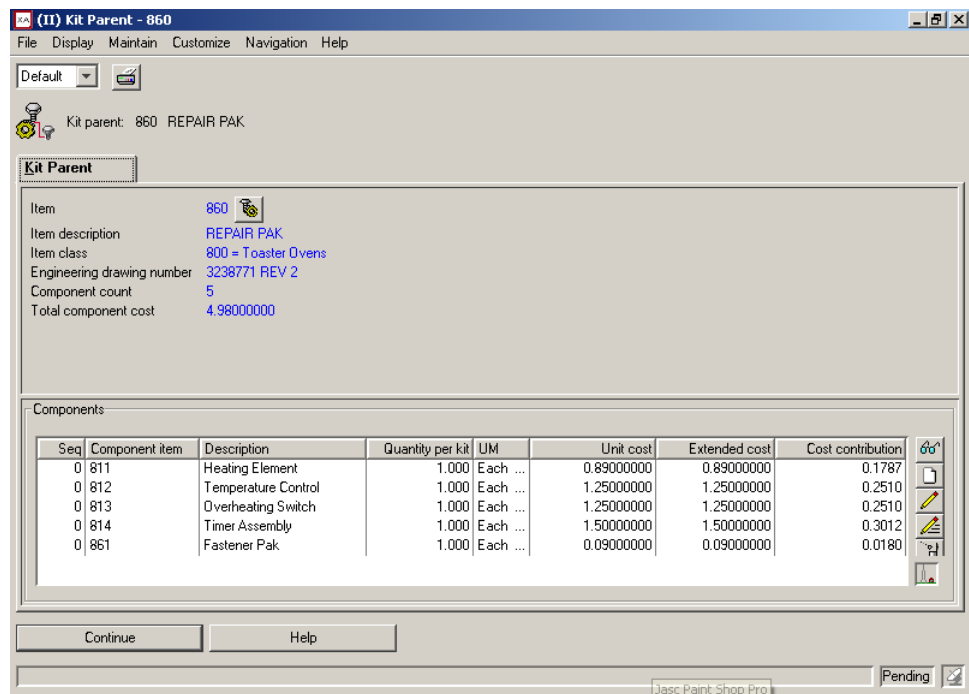 XA (II) Kit Parent - 860
File Display Maintain Customize Navigation Help
Default
Kit parent: 860 REPAIR PAK
Kit Parent
Item 860
Item description REPAIR PAK
Item class 800 = Toaster Ovens
Engineering drawing number 3238771 REV 2
Component count 5
Total component cost 4.98000000
Components
Seq Component item Description Quantity per kit UM Unit cost Extended cost Cost contribution
0 811 Heating Element 1.000 Each ... 0.89000000 0.89000000 0.1787
0 812 Temperature Control 1.000 Each ... 1.25000000 1.25000000 0.2510
0 813 Overheating Switch 1.000 Each ... 1.25000000 1.25000000 0.2510
0 814 Timer Assembly 1.000 Each ... 1.50000000 1.50000000 0.3012
0 861 Fastener Pak 1.000 Each ... 0.09000000 0.09000000 0.0180
Continue Help
Pending
Jasc Paint Shop Pro